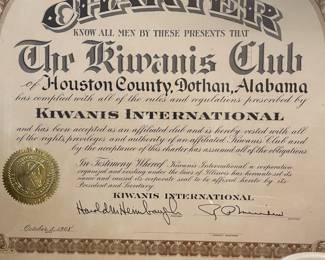 CHARTER
KNOW ALL MEN BY THESE PRESENTS THAT
The Kiwanis Club
of Houston County, Dothan, Alabama
has complied with all of the rules and regulations prescribed by
KIWANIS INTERNATIONAL
and has been accepted as an affiliated club and is hereby vested with all
of the rights, privileges and authority of an affiliated Kiwanis Club and
by the acceptance of this charter has assumed all of the obligations
In Testimony Whereof Kiwanis International a corporation
organized and existing under the laws of Illinois has hereunto set its
name and caused its corporate seal to be affixed hereto by its
President and Secretary
KIWANIS INTERNATIONAL
Harold M. Heimbaugh
October 1,